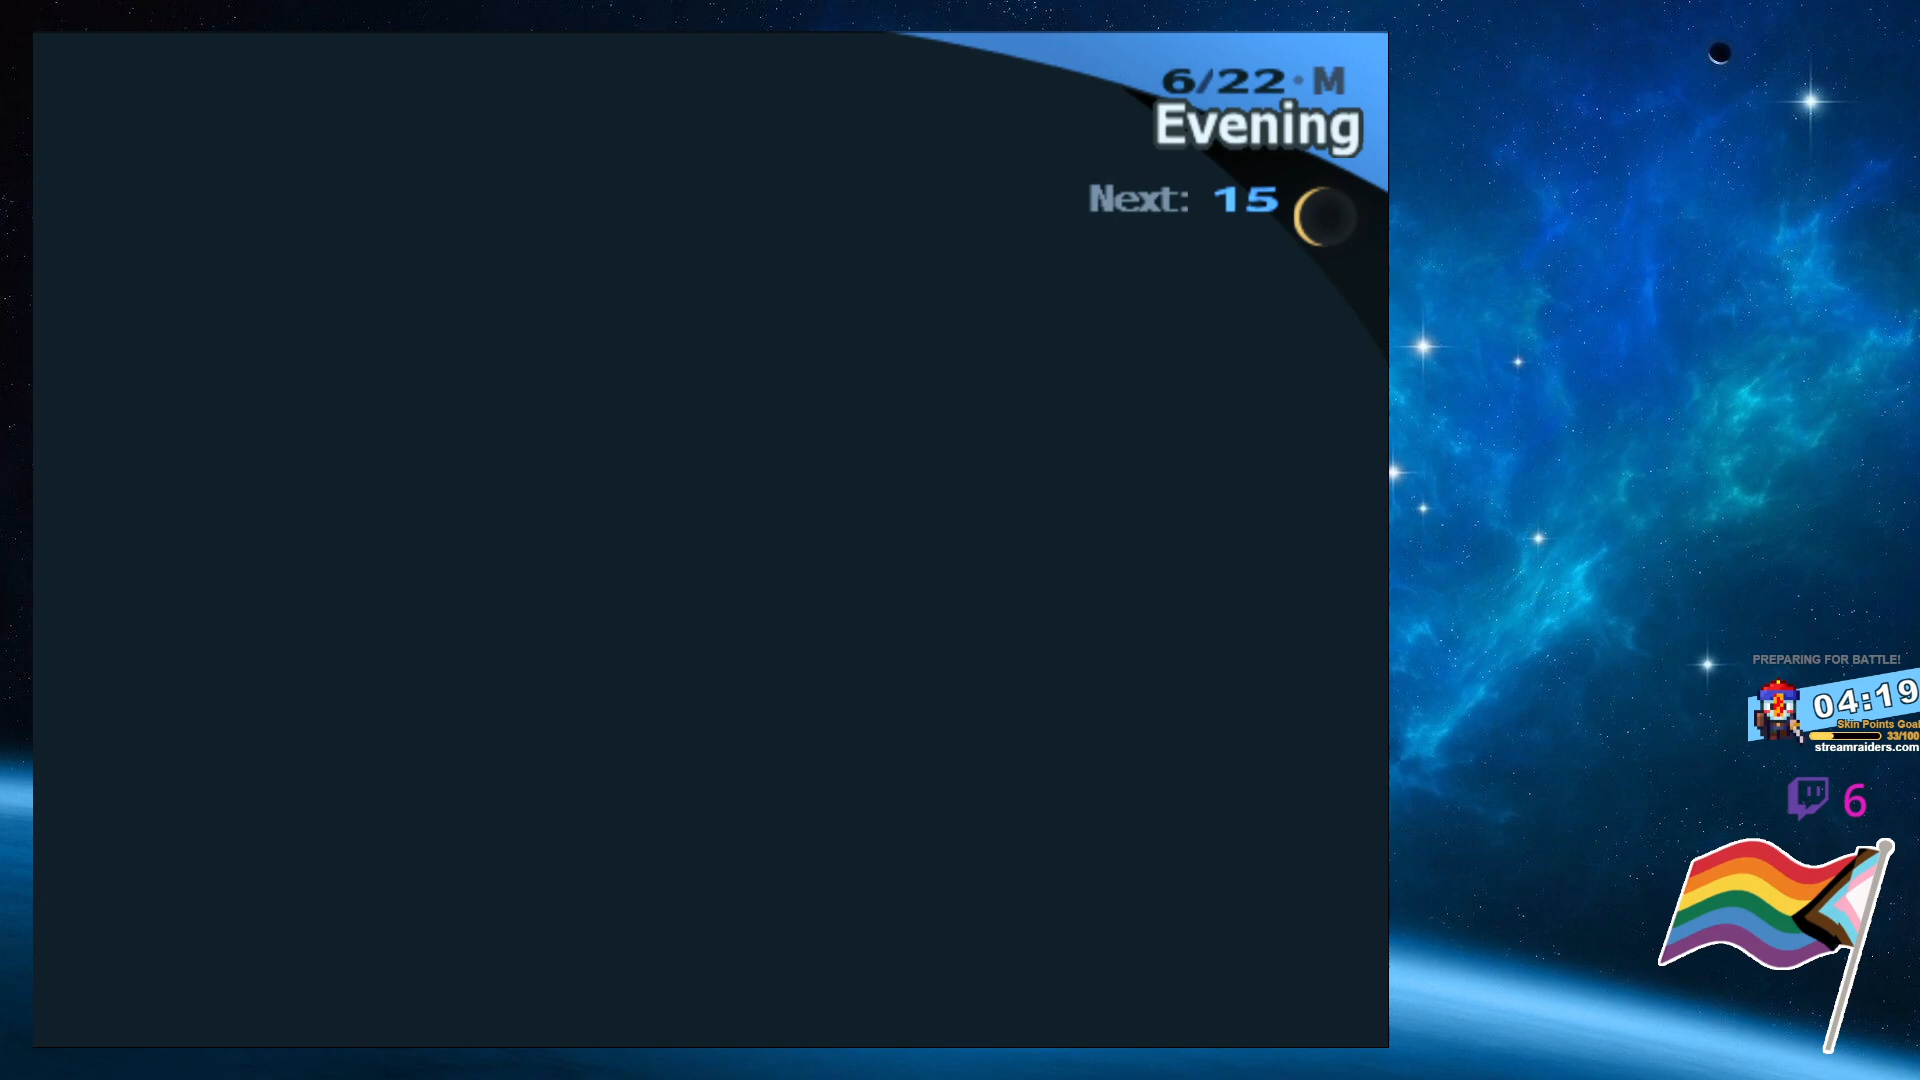 6/22·M
Evening
Next: 15
PREPARING FOR BATTLE!
04:19
Skin Points Goal
33/100
streamraiders.com
6